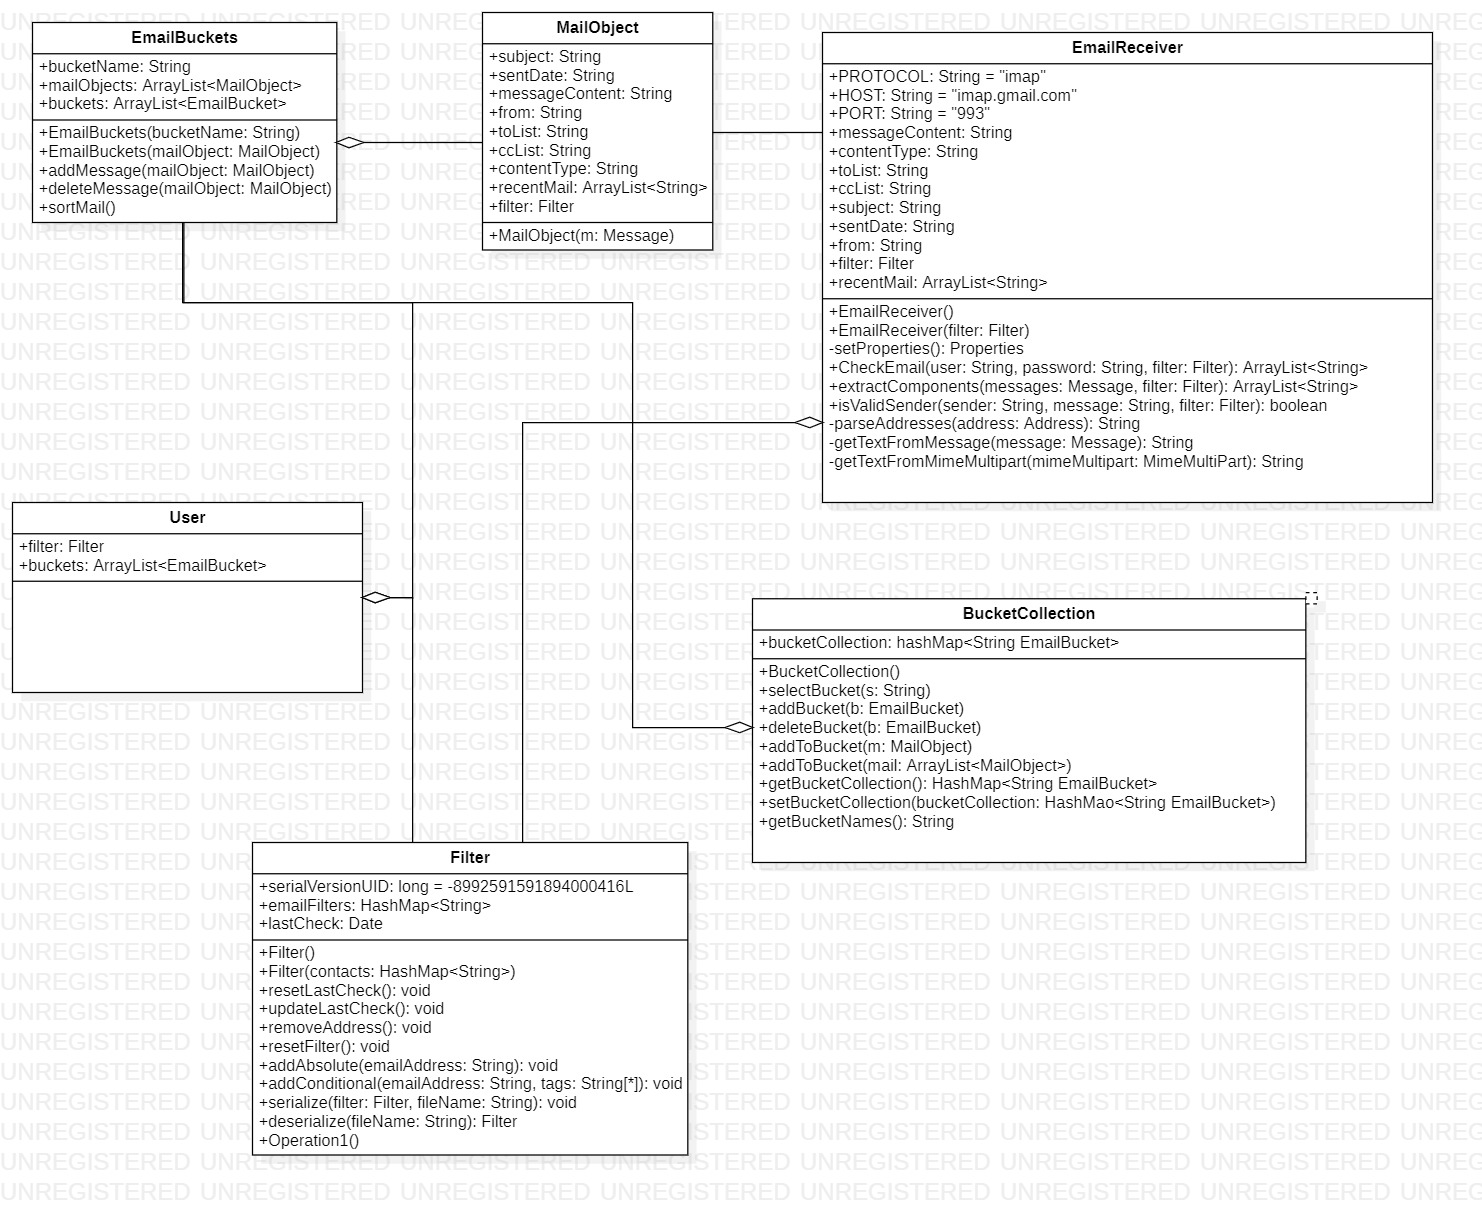 EmailBuckets
+bucketName: String
+mailObjects: ArrayList<MailObject>
+buckets: ArrayList<EmailBucket>
+EmailBuckets(bucketName: String)
+EmailBuckets(mailObject: MailObject)
+addMessage(mailObject: MailObject)
+deleteMessage(mailObject: MailObject)
+sortMail()
MailObject
+subject: String
+sentDate: String
+messageContent: String
+from: String
+toList: String
+ccList: String
+contentType: String
+recentMail: ArrayList<String>
+filter: Filter
+MailObject(m: Message)
EmailReceiver
+PROTOCOL: String = "imap"
+HOST: String = "imap.gmail.com"
+PORT: String = "993"
+messageContent: String
+contentType: String
+toList: String
+ccList: String
+subject: String
+sentDate: String
+from: String
+filter: Filter
+recentMail: ArrayList<String>
+EmailReceiver()
+EmailReceiver(filter: Filter)
-setProperties(): Properties
+CheckEmail(user: String, password: String, filter: Filter): ArrayList<String>
+extractComponents(messages: Message, filter: Filter): ArrayList<String>
+isValidSender(sender: String, message: String, filter: Filter): boolean
-parseAddresses(address: Address): String
-getTextFromMessage(message: Message): String
-getTextFromMimeMultipart(mimeMultipart: MimeMultiPart): String
User
+filter: Filter
+buckets: ArrayList<EmailBucket>
BucketCollection
+bucketCollection: hashMap<String EmailBucket>
+BucketCollection()
+selectBucket(s: String)
+addBucket(b: EmailBucket)
+deleteBucket(b: EmailBucket)
+addToBucket(m: MailObject)
+addToBucket(mail: ArrayList<MailObject>)
+getBucketCollection(): HashMap<String EmailBucket>
+setBucketCollection(bucketCollection: HashMao<String EmailBucket>)
+getBucketNames(): String
Filter
+serialVersionUID: long = -8992591591894000416L
+emailFilters: HashMap<String>
+lastCheck: Date
+Filter()
+Filter(contacts: HashMap<String>)
+resetLastCheck(): void
+updateLastCheck(): void
+removeAddress(): void
+resetFilter(): void
+addAbsolute(emailAddress: String): void
+addConditional(emailAddress: String, tags: String[*]): void
+serialize(filter: Filter, fileName: String): void
+deserialize(fileName: String): Filter
+Operation1()
UNREGISTERED